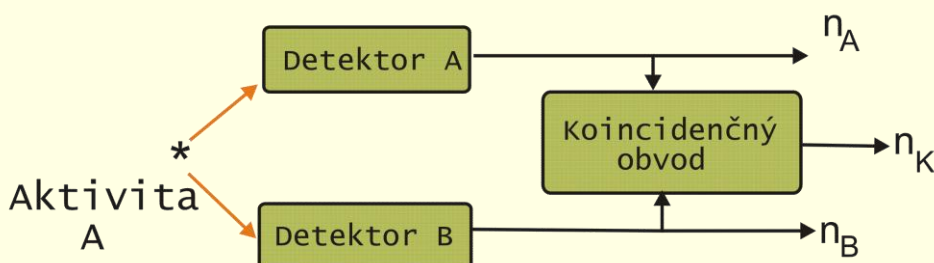 n_A
Detektor A
Koincidenčný
obvod
n_K
*
Aktivita
A
Detektor B
n_B